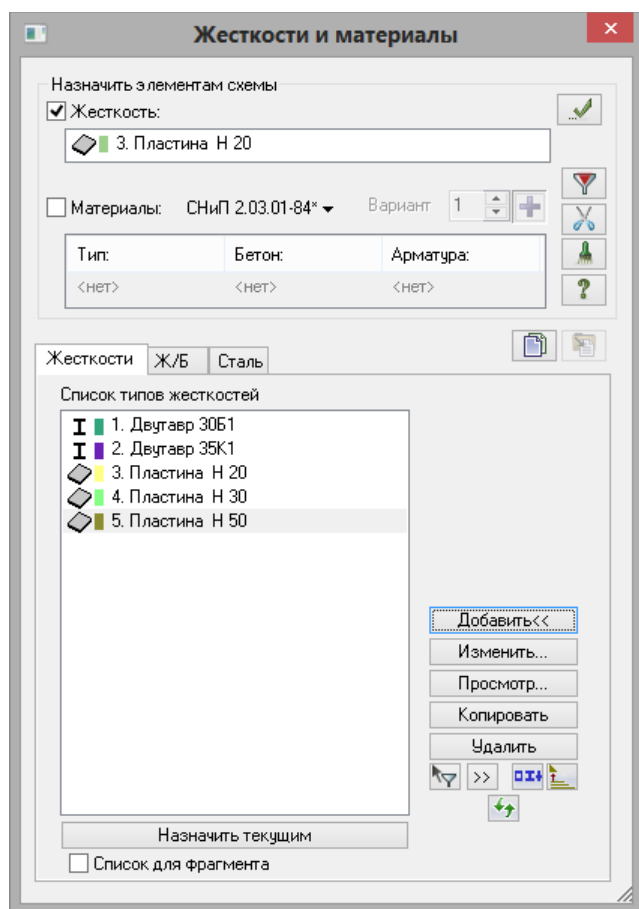 Жесткости и материалы
Назначить элементам схемы
Жесткость:
3. Пластина Н 20
Материалы: СНиП 2.03.01-84* Вариант 1
Тип: Бетон: Арматура:
<нет> <нет> <нет>
Жесткости Ж/Б Сталь
Список типов жесткостей
1. Двутавр 30Б1
2. Двутавр 35К1
3. Пластина Н 20
4. Пластина Н 30
5. Пластина Н 50
Добавить<<
Изменить...
Просмотр...
Копировать
Удалить
>>
Назначить текущим
Список для фрагмента